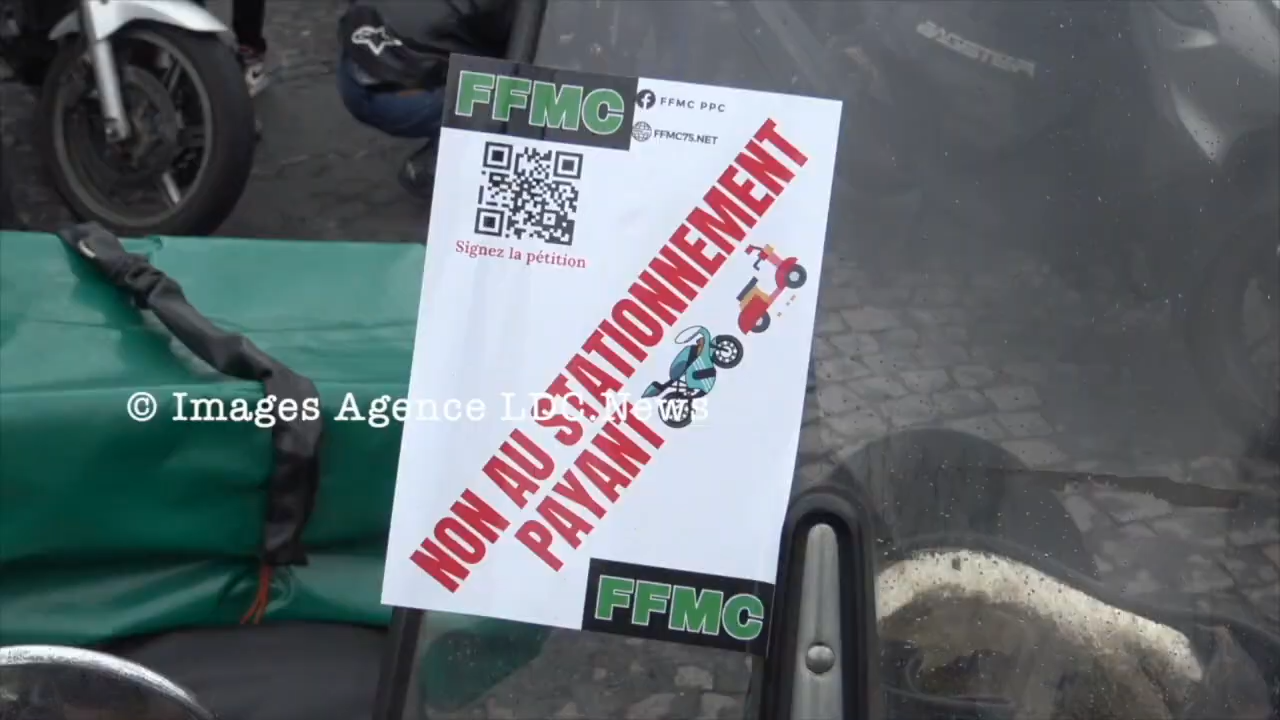 FFMC
FFMC PPC
FFMC75.NET
Signez la pétition
NON AU STATIONNEMENT
PAYANT
© Images Agence LDC.News
FFMC